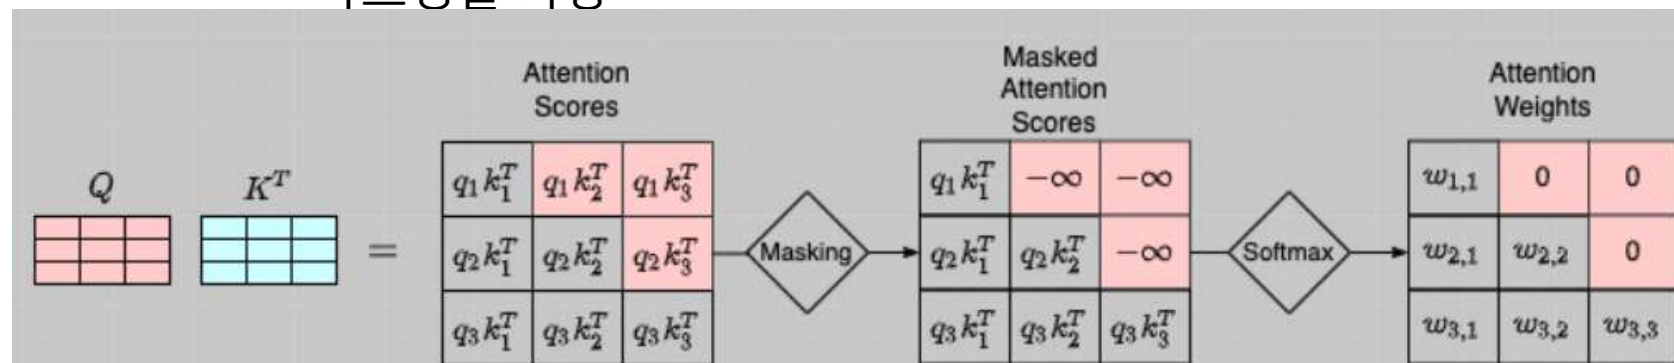 Attention
Scores
Masked
Attention
Scores
Attention
Weights
Q K^T
=
q₁k₁^T q₁k₂^T q₁k₃^T
q₂k₁^T q₂k₂^T q₂k₃^T
q₃k₁^T q₃k₂^T q₃k₃^T
Masking
q₁k₁^T −∞ −∞
q₂k₁^T q₂k₂^T −∞
q₃k₁^T q₃k₂^T q₃k₃^T
Softmax
w₁,₁ 0 0
w₂,₁ w₂,₂ 0
w₃,₁ w₃,₂ w₃,₃